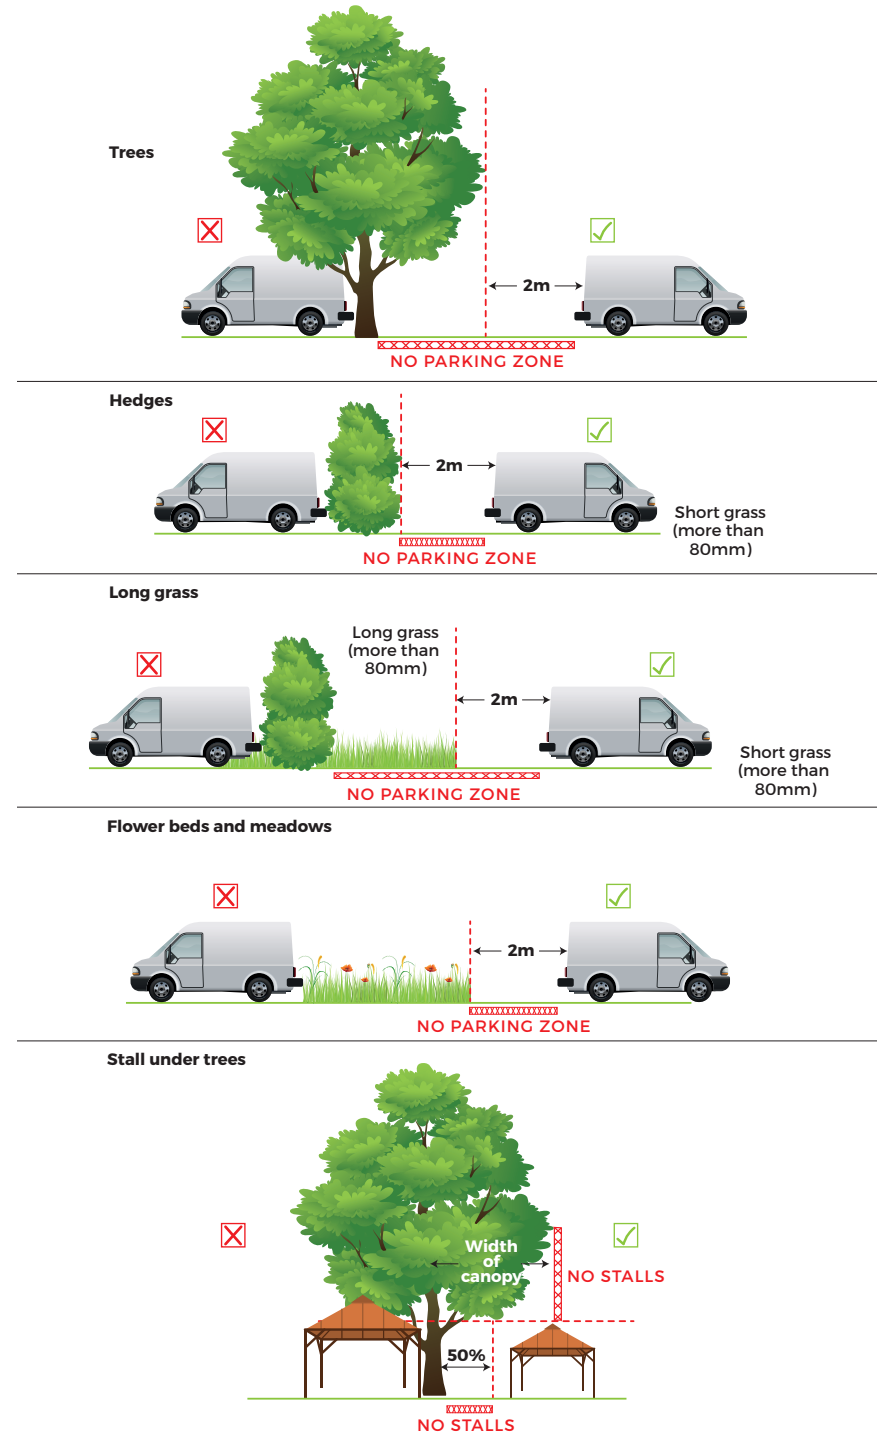 Trees
2m
NO PARKING ZONE
Hedges
2m
Short grass
(more than
80mm)
NO PARKING ZONE
Long grass
Long grass
(more than
80mm)
2m
Short grass
(more than
80mm)
NO PARKING ZONE
Flower beds and meadows
2m
NO PARKING ZONE
Stall under trees
Width
of
canopy
NO STALLS
50%
NO STALLS